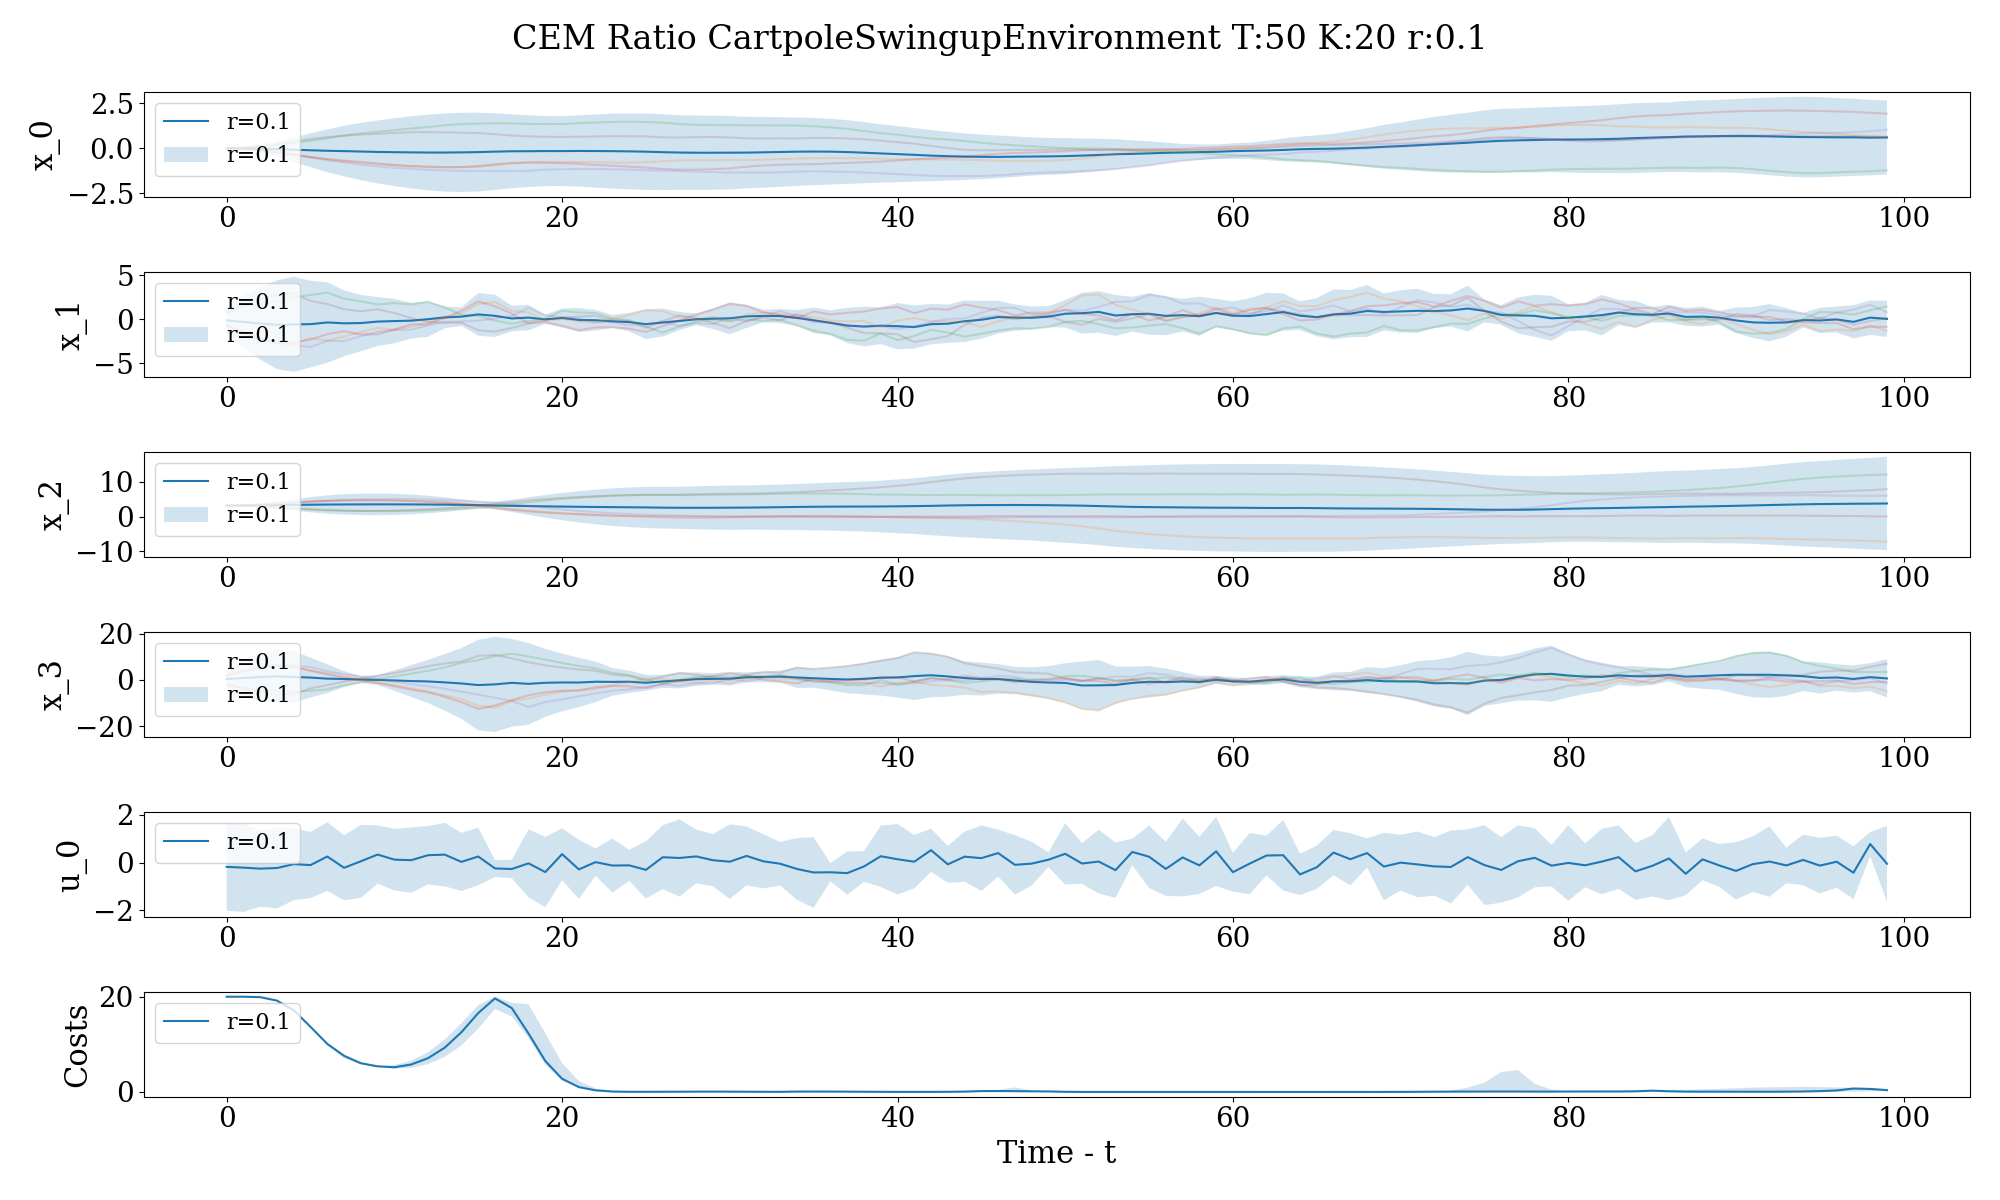 CEM Ratio CartpoleSwingupEnvironment T:50 K:20 r:0.1
x_0
2.5
0.0
−2.5
r=0.1
r=0.1
0 20 40 60 80 100
x_1
5
0
−5
r=0.1
r=0.1
0 20 40 60 80 100
x_2
10
0
−10
r=0.1
r=0.1
0 20 40 60 80 100
x_3
20
0
−20
r=0.1
r=0.1
0 20 40 60 80 100
u_0
2
0
−2
r=0.1
0 20 40 60 80 100
Costs
20
0
r=0.1
0 20 40 60 80 100
Time - t